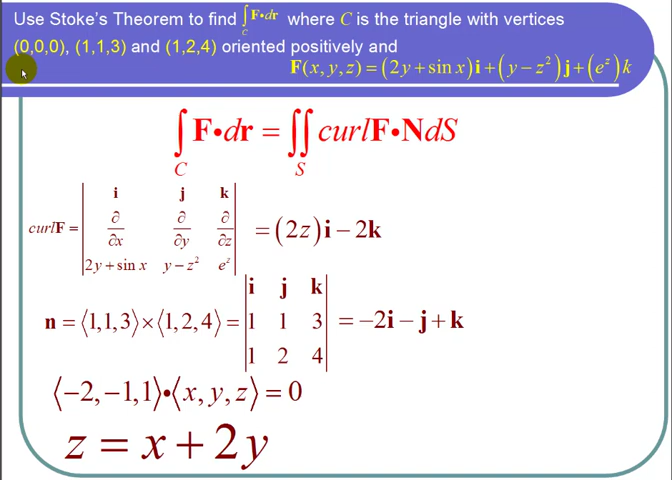 Use Stoke's Theorem to find ∫_C F•dr where C is the triangle with vertices
(0,0,0), (1,1,3) and (1,2,4) oriented positively and
F(x, y, z) = (2y + sin x)i + (y − z²)j + (e^z)k
∫_C F•dr = ∬_S curlF•NdS
curlF = | i j k |
| ∂/∂x ∂/∂y ∂/∂z | = (2z)i − 2k
| 2y + sin x y − z² e^z |
| i j k |
n = ⟨1,1,3⟩ × ⟨1,2,4⟩ = | 1 1 3 | = −2i − j + k
| 1 2 4 |
⟨−2,−1,1⟩•⟨x, y, z⟩ = 0
z = x + 2y